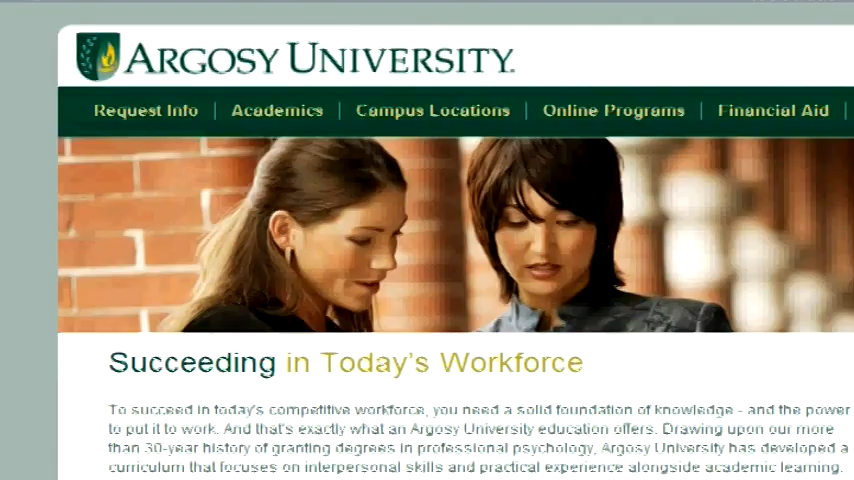 ARGOSY UNIVERSITY.
Request Info | Academics | Campus Locations | Online Programs | Financial Aid |
Succeeding in Today's Workforce
To succeed in today's competitive workforce, you need a solid foundation of knowledge - and the power
to put it to work. And that's exactly what an Argosy University education offers. Drawing upon our more
than 30-year history of granting degrees in professional psychology, Argosy University has developed a
curriculum that focuses on interpersonal skills and practical experience alongside academic learning.